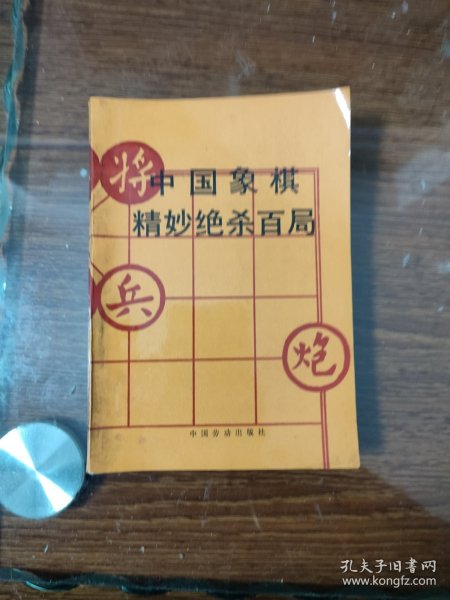 将
中国象棋
精妙绝杀百局
兵
炮
中国劳动出版社
孔夫子旧书网
www.kongfz.com